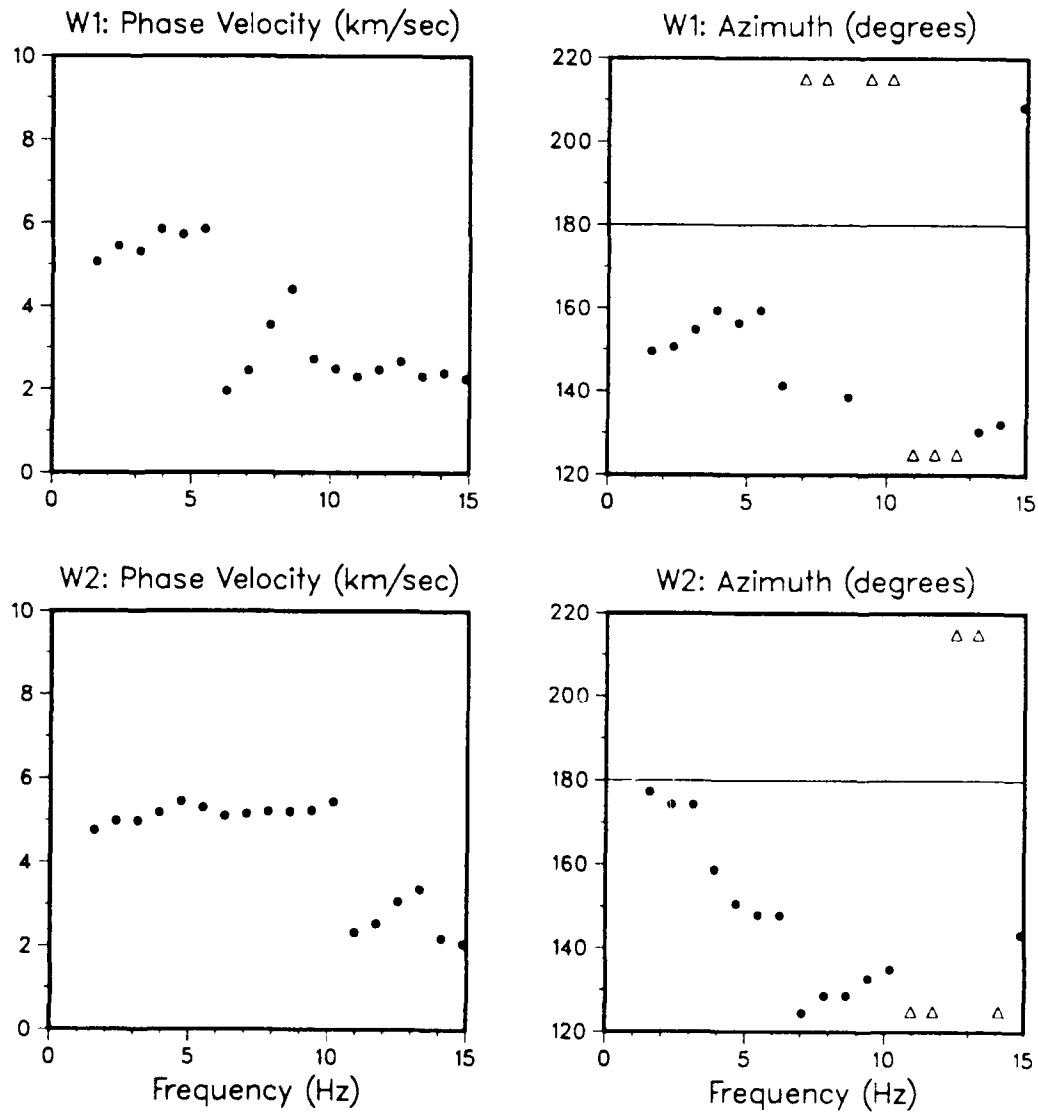 W1: Phase Velocity (km/sec)
10
8
6
4
2
0
0 5 10 15
W1: Azimuth (degrees)
220
200
180
160
140
120
0 5 10 15
W2: Phase Velocity (km/sec)
10
8
6
4
2
0
0 5 10 15
Frequency (Hz)
W2: Azimuth (degrees)
220
200
180
160
140
120
0 5 10 15
Frequency (Hz)